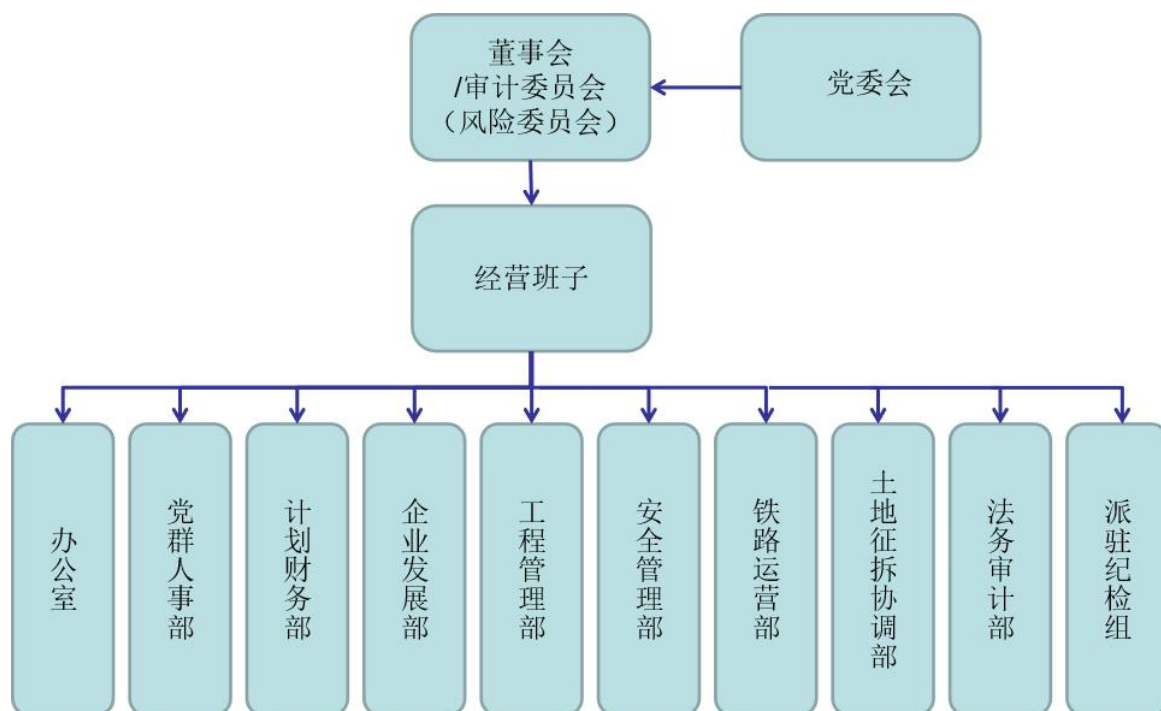 董事会
/审计委员会
（风险委员会）
党委会
经营班子
办公室
党群人事部
计划财务部
企业发展部
工程管理部
安全管理部
铁路运营部
土地征拆协调部
法务审计部
派驻纪检组